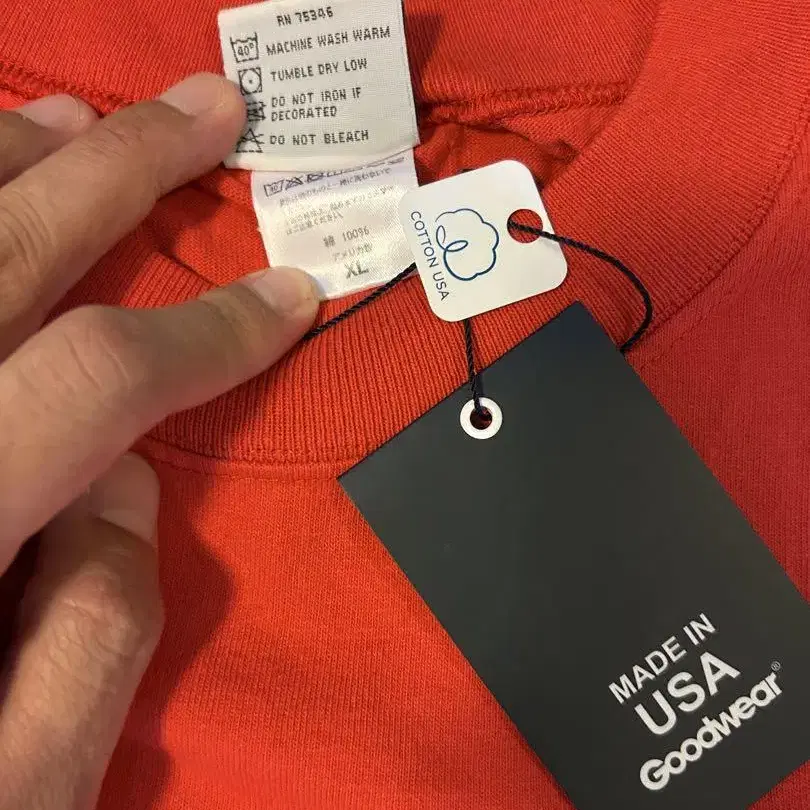 RN 75346
40°
MACHINE WASH WARM
TUMBLE DRY LOW
DO NOT IRON IF
DECORATED
DO NOT BLEACH
綿 100%
アメリカ製
XL
COTTON USA
MADE IN
USA
Goodwear®